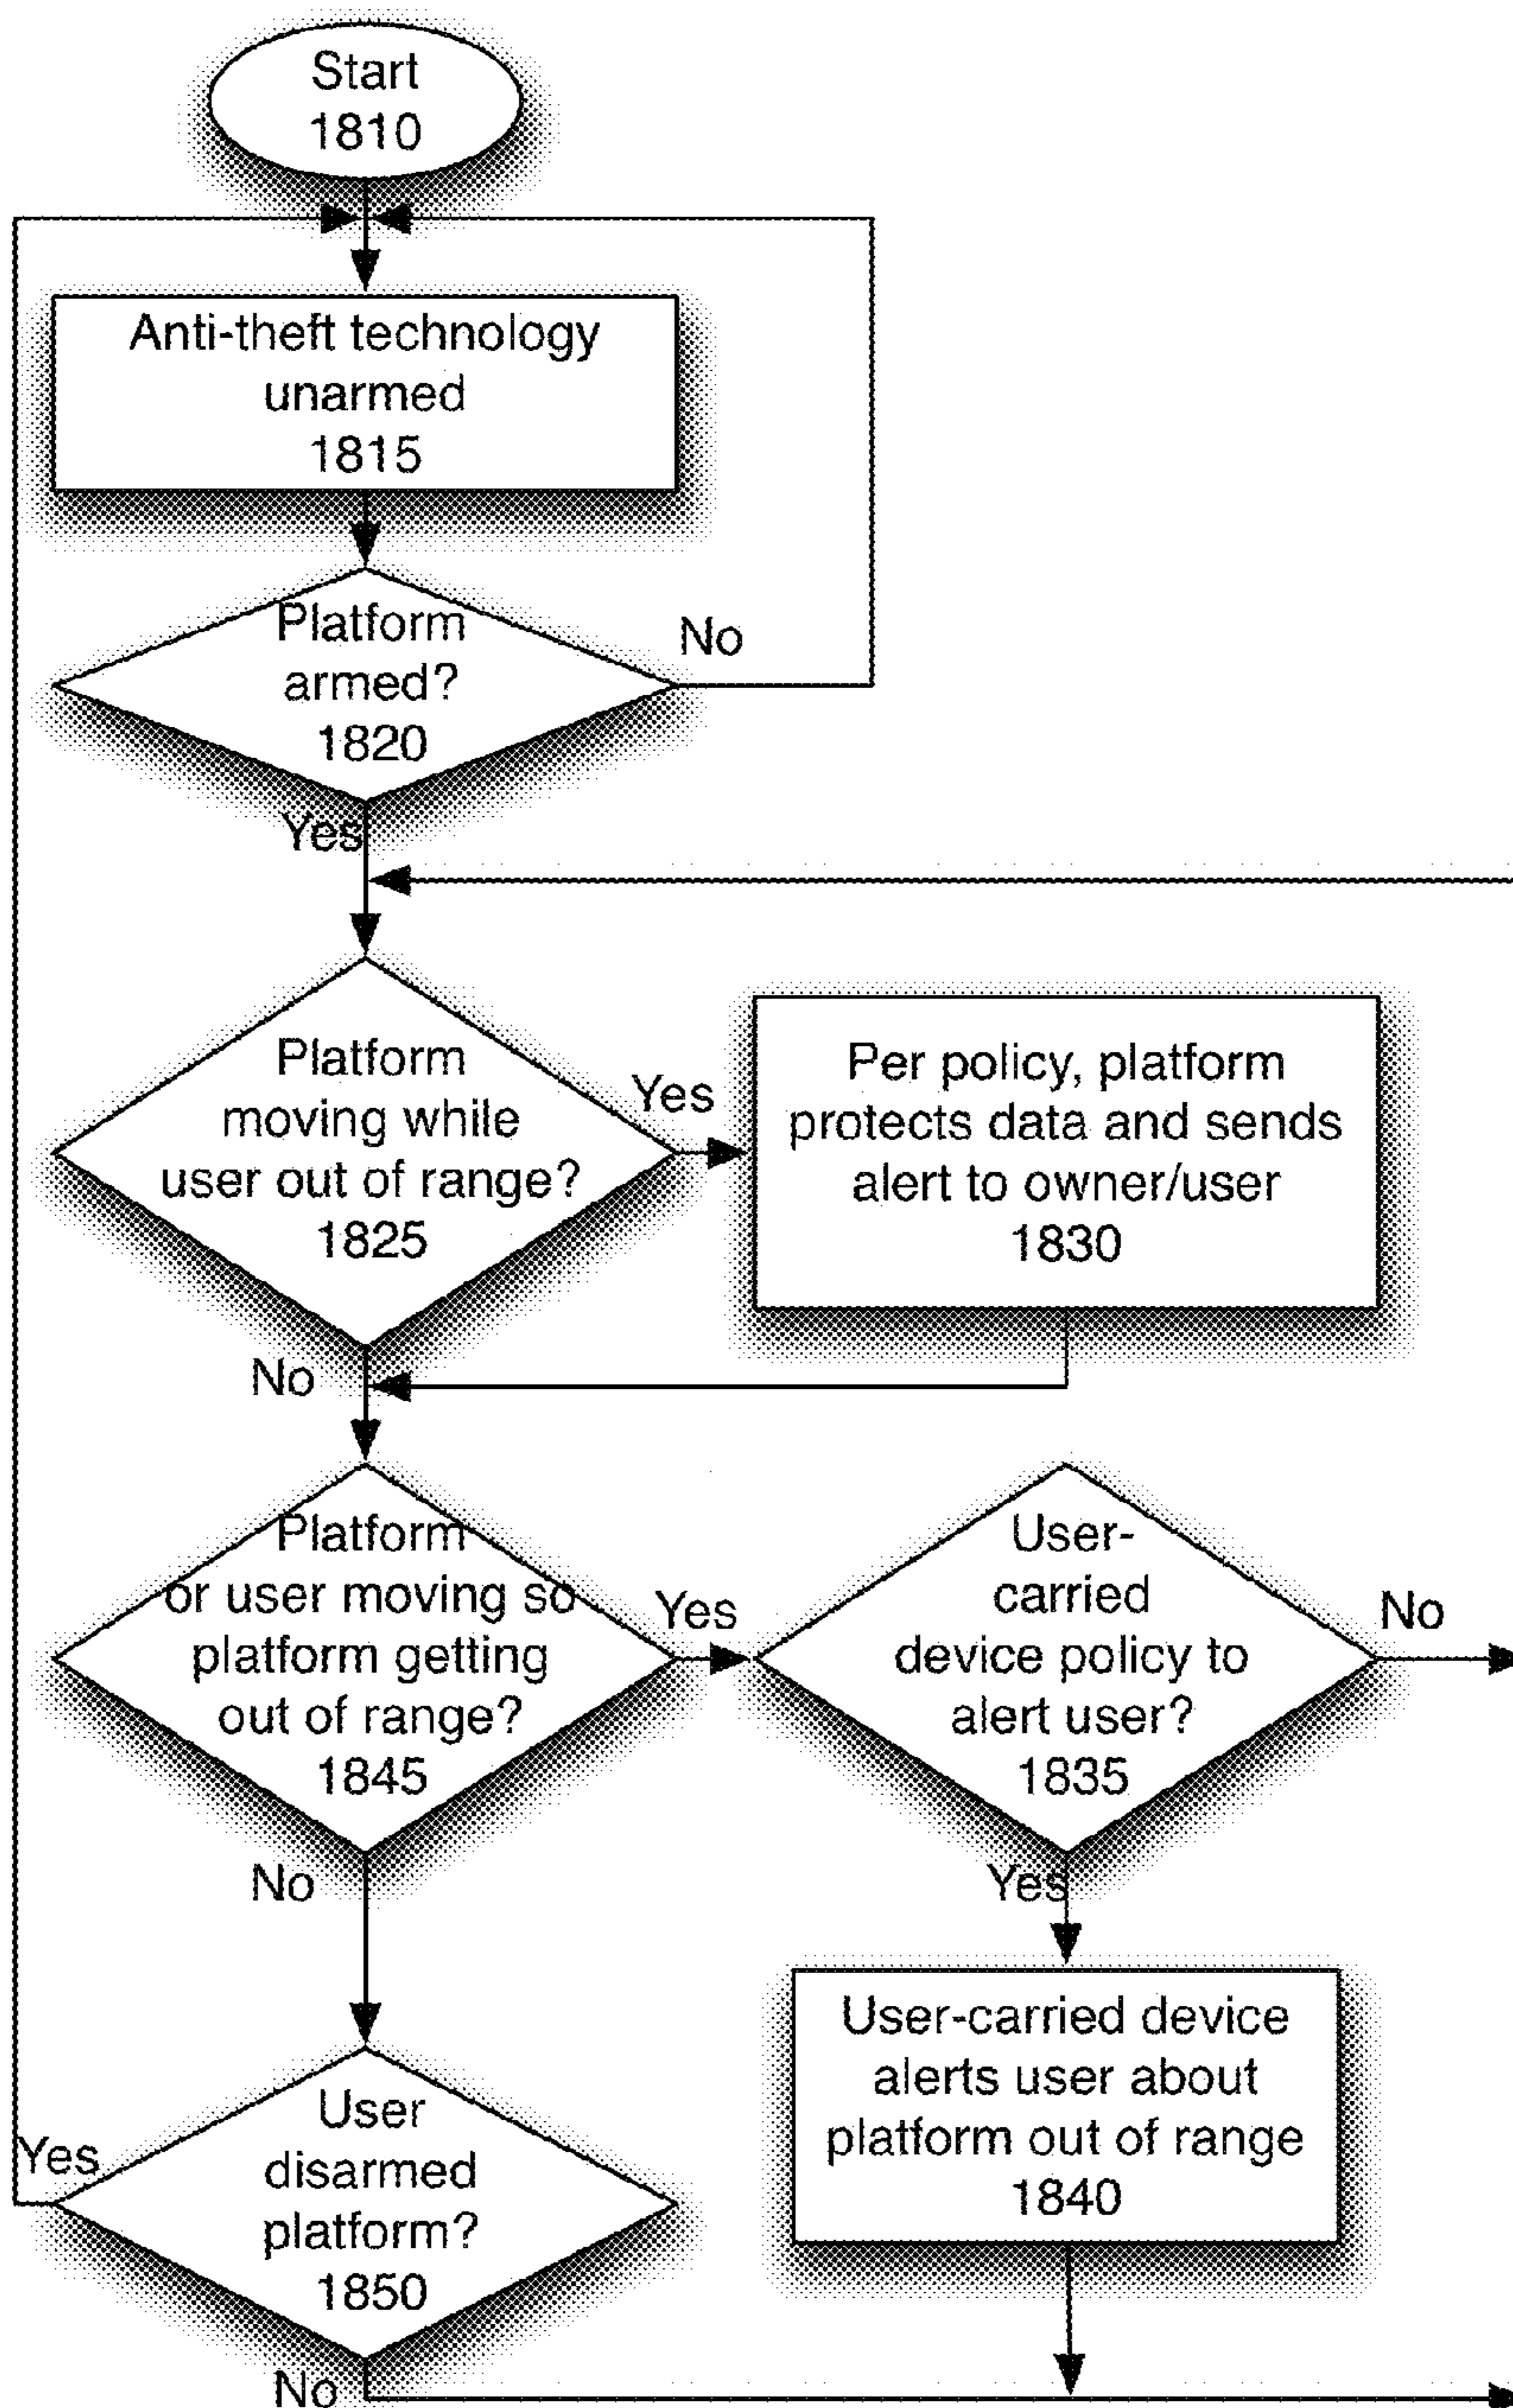 Start
1810
Anti-theft technology
unarmed
1815
Platform
armed?
1820
No
Yes
Platform
moving while
user out of range?
1825
Yes
Per policy, platform
protects data and sends
alert to owner/user
1830
No
Platform
or user moving so
platform getting
out of range?
1845
Yes
User-
carried
device policy to
alert user?
1835
No
No
Yes
User-carried device
alerts user about
platform out of range
1840
User
disarmed
platform?
1850
Yes
No